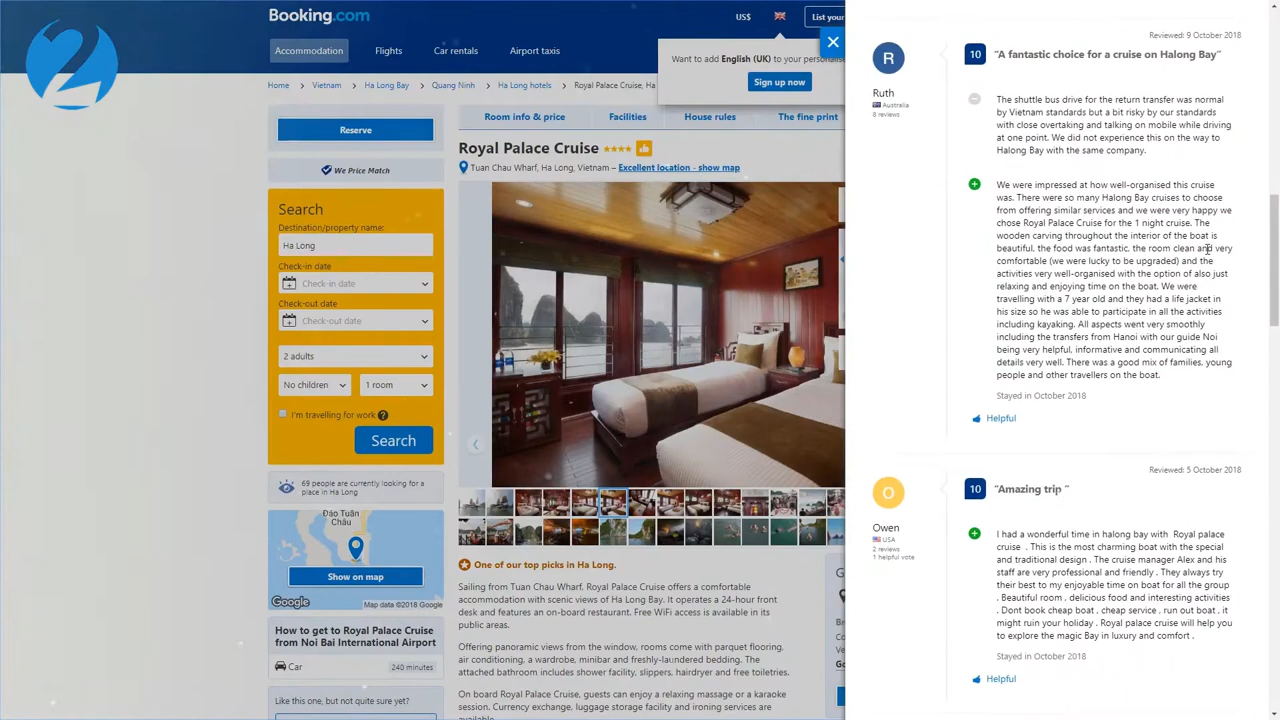 2
Booking.com
US$
List your
Accommodation
Flights
Car rentals
Airport taxis
Want to add English (UK) to your personalise
Sign up now
Home
Vietnam
Ha Long Bay
Quang Ninh
Ha Long hotels
Royal Palace Cruise, Ha
Reserve
We Price Match
Search
Destination/property name:
Ha Long
Check-in date
Check-in date
Check-out date
Check-out date
2 adults
No children
1 room
I'm travelling for work
Search
69 people are currently looking for a
place in Ha Long
Đảo Tuần
Châu
Show on map
Google
Map data ©2018 Google
How to get to Royal Palace Cruise
from Noi Bai International Airport
Car
240 minutes
Like this one, but not quite sure yet?
Room info & price
Facilities
House rules
The fine print
Royal Palace Cruise
Tuan Chau Wharf, Ha Long, Vietnam – Excellent location - show map
One of our top picks in Ha Long.
Sailing from Tuan Chau Wharf, Royal Palace Cruise offers a comfortable
accommodation with scenic views of Ha Long Bay. It operates a 24-hour front
desk and features an on-board restaurant. Free WiFi access is available in its
public areas.
Offering panoramic views from the window, rooms come with parquet flooring,
air conditioning, a wardrobe, minibar and freshly-laundered bedding. The
attached bathroom includes shower facility, slippers, hairdryer and free toiletries.
On board Royal Palace Cruise, guests can enjoy a relaxing massage or a karaoke
session. Currency exchange, luggage storage facility and ironing services are
available.
Reviewed: 9 October 2018
R
Ruth
Australia
8 reviews
10
“A fantastic choice for a cruise on Halong Bay”
The shuttle bus drive for the return transfer was normal
by Vietnam standards but a bit risky by our standards
with close overtaking and talking on mobile while driving
at one point. We did not experience this on the way to
Halong Bay with the same company.
We were impressed at how well-organised this cruise
was. There were so many Halong Bay cruises to choose
from offering similar services and we were very happy we
chose Royal Palace Cruise for the 1 night cruise. The
wooden carving throughout the interior of the boat is
beautiful, the food was fantastic, the room clean and very
comfortable (we were lucky to be upgraded) and the
activities very well-organised with the option of also just
relaxing and enjoying time on the boat. We were
travelling with a 7 year old and they had a life jacket in
his size so he was able to participate in all the activities
including kayaking. All aspects went very smoothly
including the transfers from Hanoi with our guide Noi
being very helpful, informative and communicating all
details very well. There was a good mix of families, young
people and other travellers on the boat.
Stayed in October 2018
Helpful
Reviewed: 5 October 2018
O
Owen
USA
2 reviews
1 helpful vote
10
“Amazing trip ”
I had a wonderful time in halong bay with Royal palace
cruise . This is the most charming boat with the special
and traditional design . The cruise manager Alex and his
staff are very professional and friendly . They always try
their best to my enjoyable time on boat for all the group
. Beautiful room , delicious food and interesting activities
. Dont book cheap boat , cheap service , run out boat , it
might ruin your holiday . Royal palace cruise will help you
to explore the magic Bay in luxury and comfort .
Stayed in October 2018
Helpful